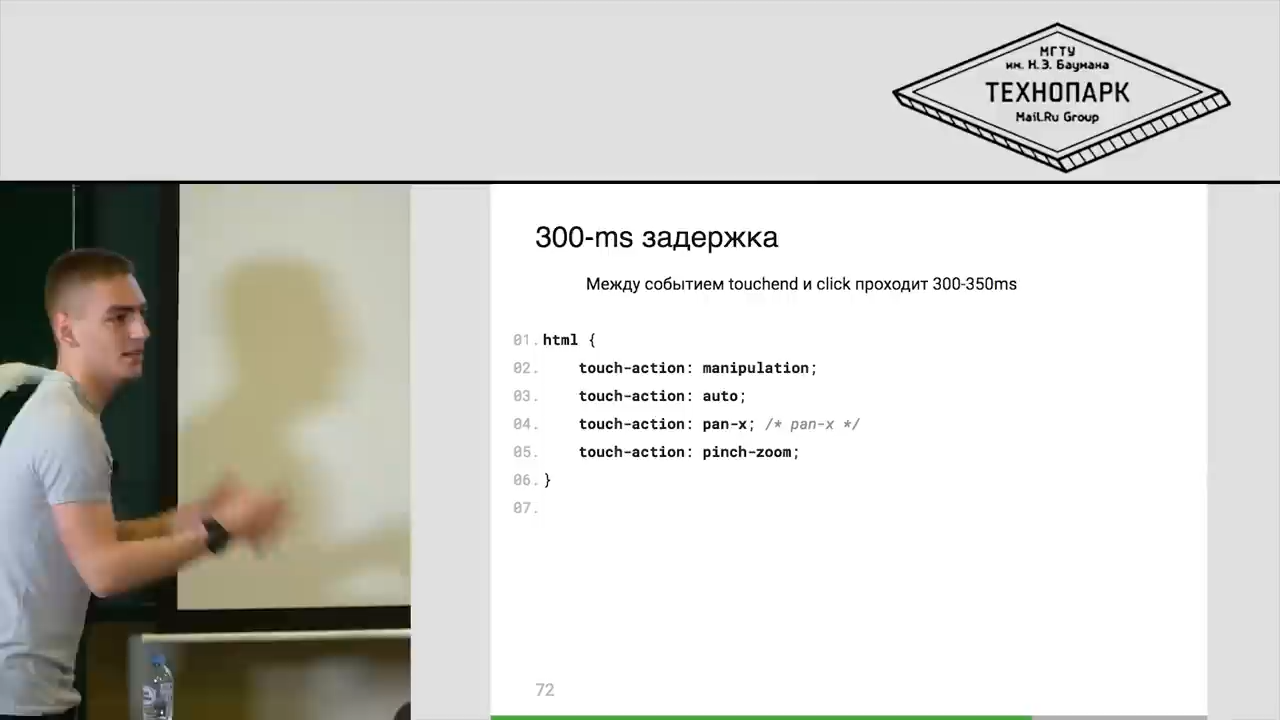 МГТУ
им. Н.Э. Баумана
ТЕХНОПАРК
Mail.Ru Group
300-ms задержка
Между событием touchend и click проходит 300-350ms
01. html {
02. touch-action: manipulation;
03. touch-action: auto;
04. touch-action: pan-x; /* pan-x */
05. touch-action: pinch-zoom;
06. }
07.
72